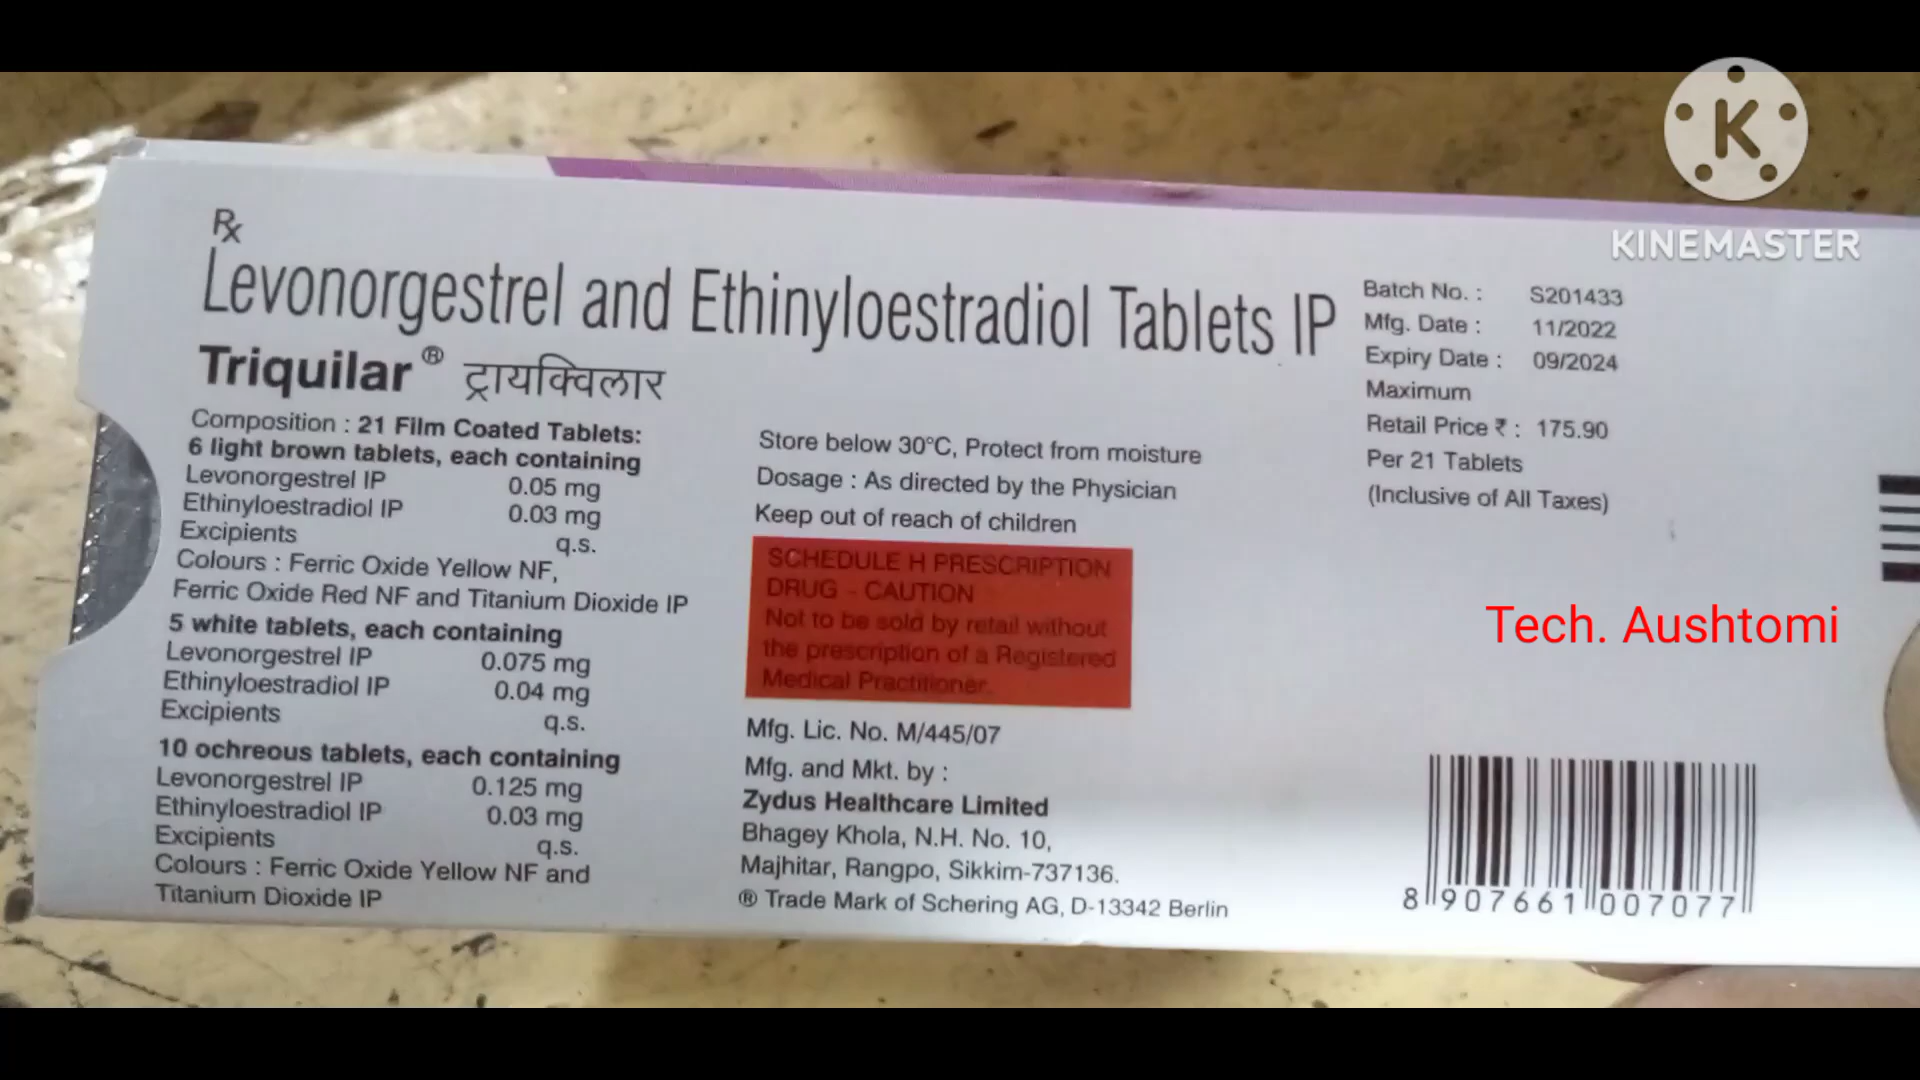 K
KINEMASTER
Rx
Levonorgestrel and Ethinyloestradiol Tablets IP
Triquilar ® ट्रायक्विलार
Composition : 21 Film Coated Tablets:
6 light brown tablets, each containing
Levonorgestrel IP 0.05 mg
Ethinyloestradiol IP 0.03 mg
Excipients q.s.
Colours : Ferric Oxide Yellow NF,
Ferric Oxide Red NF and Titanium Dioxide IP
5 white tablets, each containing
Levonorgestrel IP 0.075 mg
Ethinyloestradiol IP 0.04 mg
Excipients q.s.
10 ochreous tablets, each containing
Levonorgestrel IP 0.125 mg
Ethinyloestradiol IP 0.03 mg
Excipients q.s.
Colours : Ferric Oxide Yellow NF and
Titanium Dioxide IP
Store below 30°C, Protect from moisture
Dosage : As directed by the Physician
Keep out of reach of children
SCHEDULE H PRESCRIPTION
DRUG - CAUTION
Not to be sold by retail without
the prescription of a Registered
Medical Practitioner.
Mfg. Lic. No. M/445/07
Mfg. and Mkt. by :
Zydus Healthcare Limited
Bhagey Khola, N.H. No. 10,
Majhitar, Rangpo, Sikkim-737136.
® Trade Mark of Schering AG, D-13342 Berlin
Batch No. : S201433
Mfg. Date : 11/2022
Expiry Date : 09/2024
Maximum
Retail Price ₹ : 175.90
Per 21 Tablets
(Inclusive of All Taxes)
Tech. Aushtomi
8 907661 007077